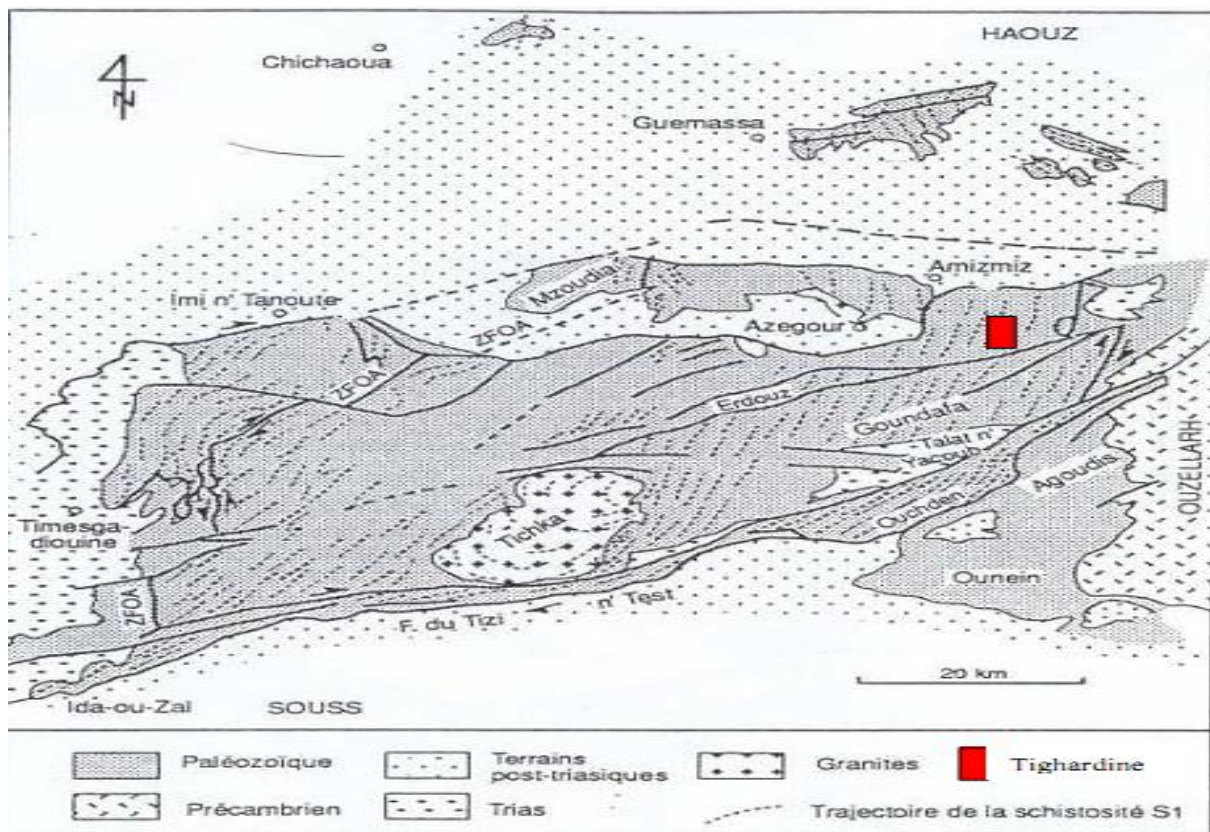 HAOUZ
Chichaoua
N
Guemassa
Amizmiz
Mzoudia
Imi n' Tanoute
ZFOA
Azegour
ZFOA
Erdouz
Goundafa
Talat n'
Yacoub
OUZELLARH
Agoudis
Ouchden
Timesga-
diouine
Tichka
Ounein
ZFOA
F. du Tizi n' Test
20 km
Ida-ou-Zal
SOUSS
Paléozoïque
Terrains
post-triasiques
Granites
Tighardine
Précambrien
Trias
Trajectoire de la schistosité S1